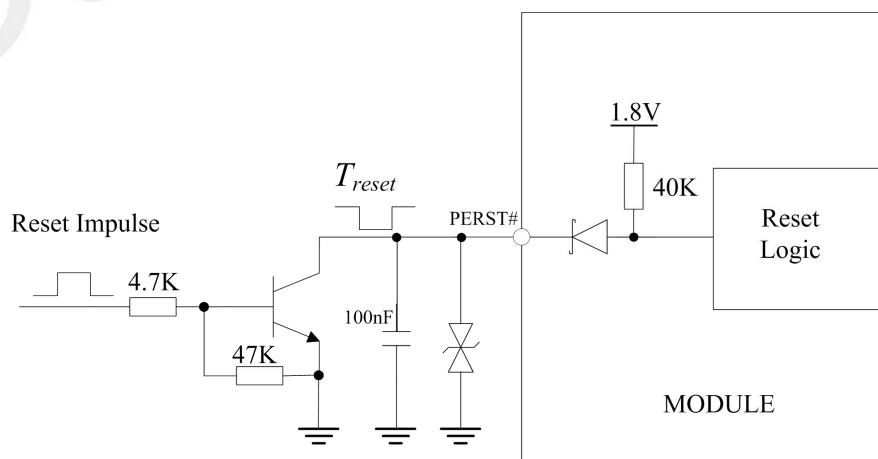 1.8V
T_reset
40K
PERST#
Reset Impulse
Reset
Logic
4.7K
100nF
47K
MODULE